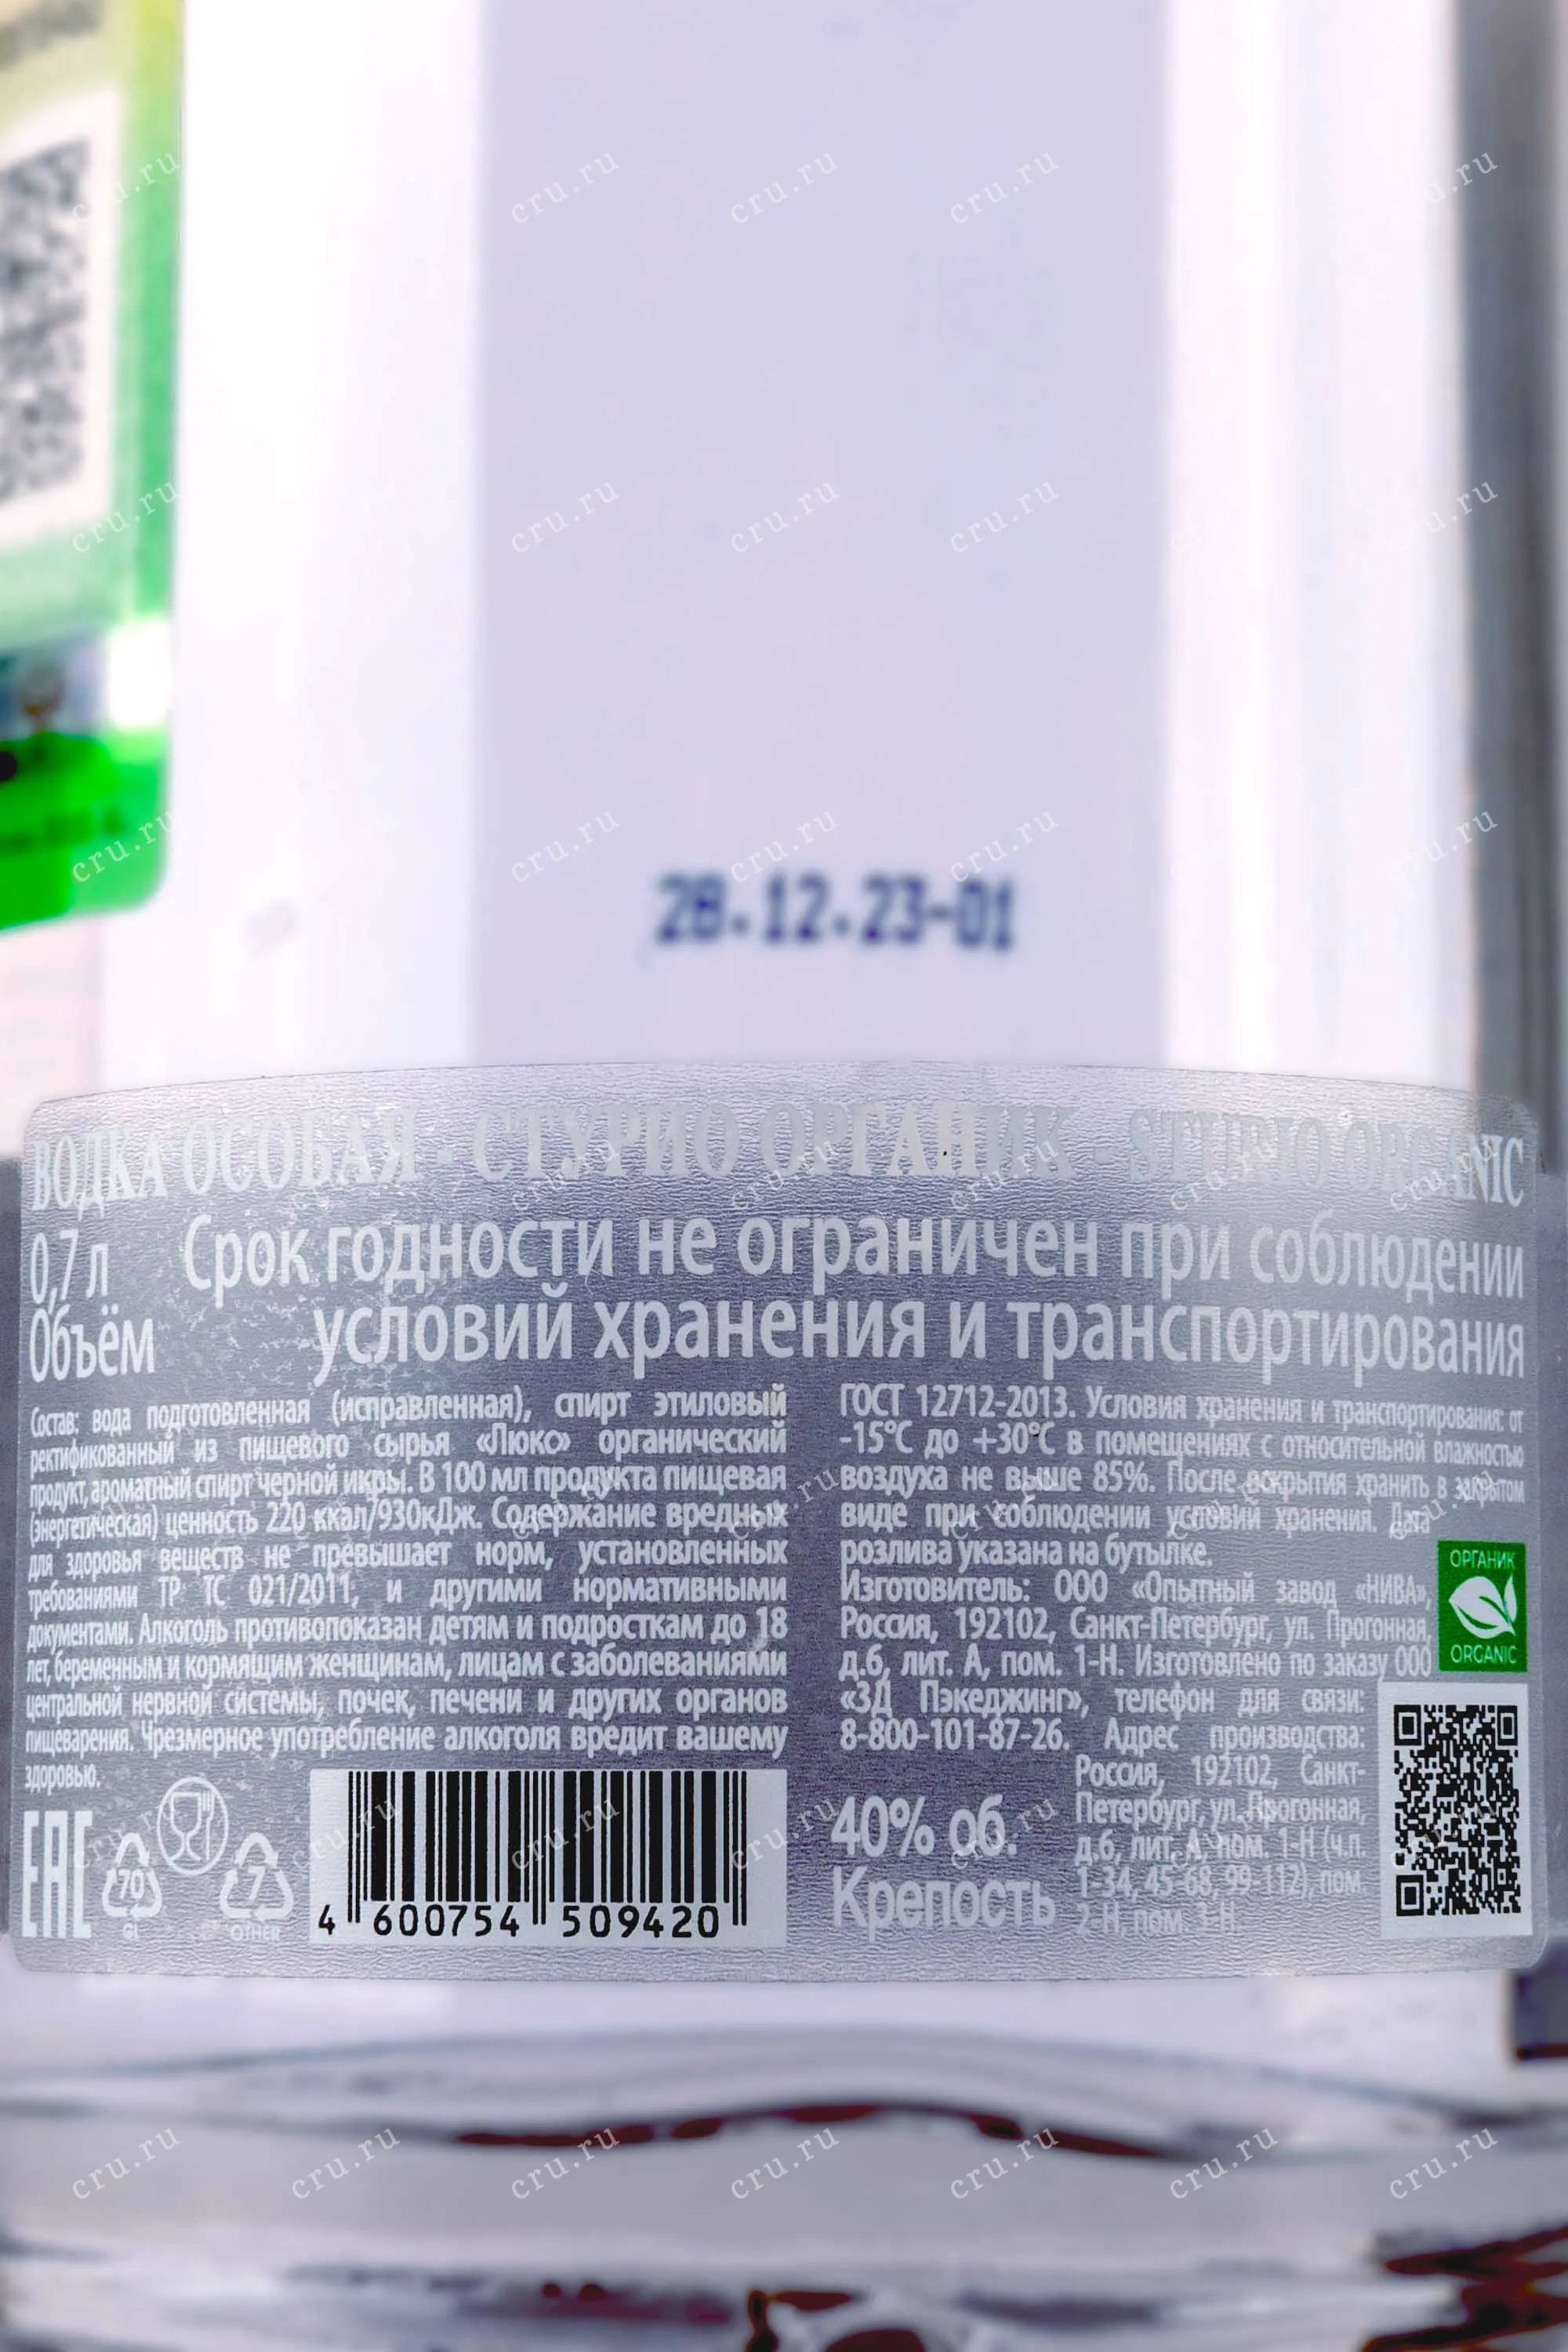 28.12.23-01
ВОДКА ОСОБАЯ - СТУРИО ОРГАНИК - STURIO ORGANIC
0,7 л
Объём
Срок годности не ограничен при соблюдении
условий хранения и транспортирования
Состав: вода подготовленная (исправленная), спирт этиловый
ректификованный из пищевого сырья «Люкс» органический
продукт, ароматный спирт черной икры. В 100 мл продукта пищевая
(энергетическая) ценность 220 ккал/930кДж. Содержание вредных
для здоровья веществ не превышает норм, установленных
требованиями ТР ТС 021/2011, и другими нормативными
документами. Алкоголь противопоказан детям и подросткам до 18
лет, беременным и кормящим женщинам, лицам с заболеваниями
центральной нервной системы, почек, печени и других органов
пищеварения. Чрезмерное употребление алкоголя вредит вашему
здоровью.
EAC
70
GL
7
OTHER
4 600754 509420
ГОСТ 12712-2013. Условия хранения и транспортирования: от
-15°С до +30°С в помещениях с относительной влажностью
воздуха не выше 85%. После вскрытия хранить в закрытом
виде при соблюдении условий хранения. Дата
розлива указана на бутылке.
Изготовитель: ООО «Опытный завод «НИВА»,
Россия, 192102, Санкт-Петербург, ул. Прогонная,
д.6, лит. А, пом. 1-Н. Изготовлено по заказу ООО
«3Д Пэкеджинг», телефон для связи:
8-800-101-87-26. Адрес производства:
Россия, 192102, Санкт-
Петербург, ул. Прогонная,
д.6, лит. А, пом. 1-Н (ч.п.
1-34, 45-68, 99-112), пом.
2-Н, пом. 3-Н.
40% об.
Крепость
ОРГАНИК
ORGANIC
cru.ru